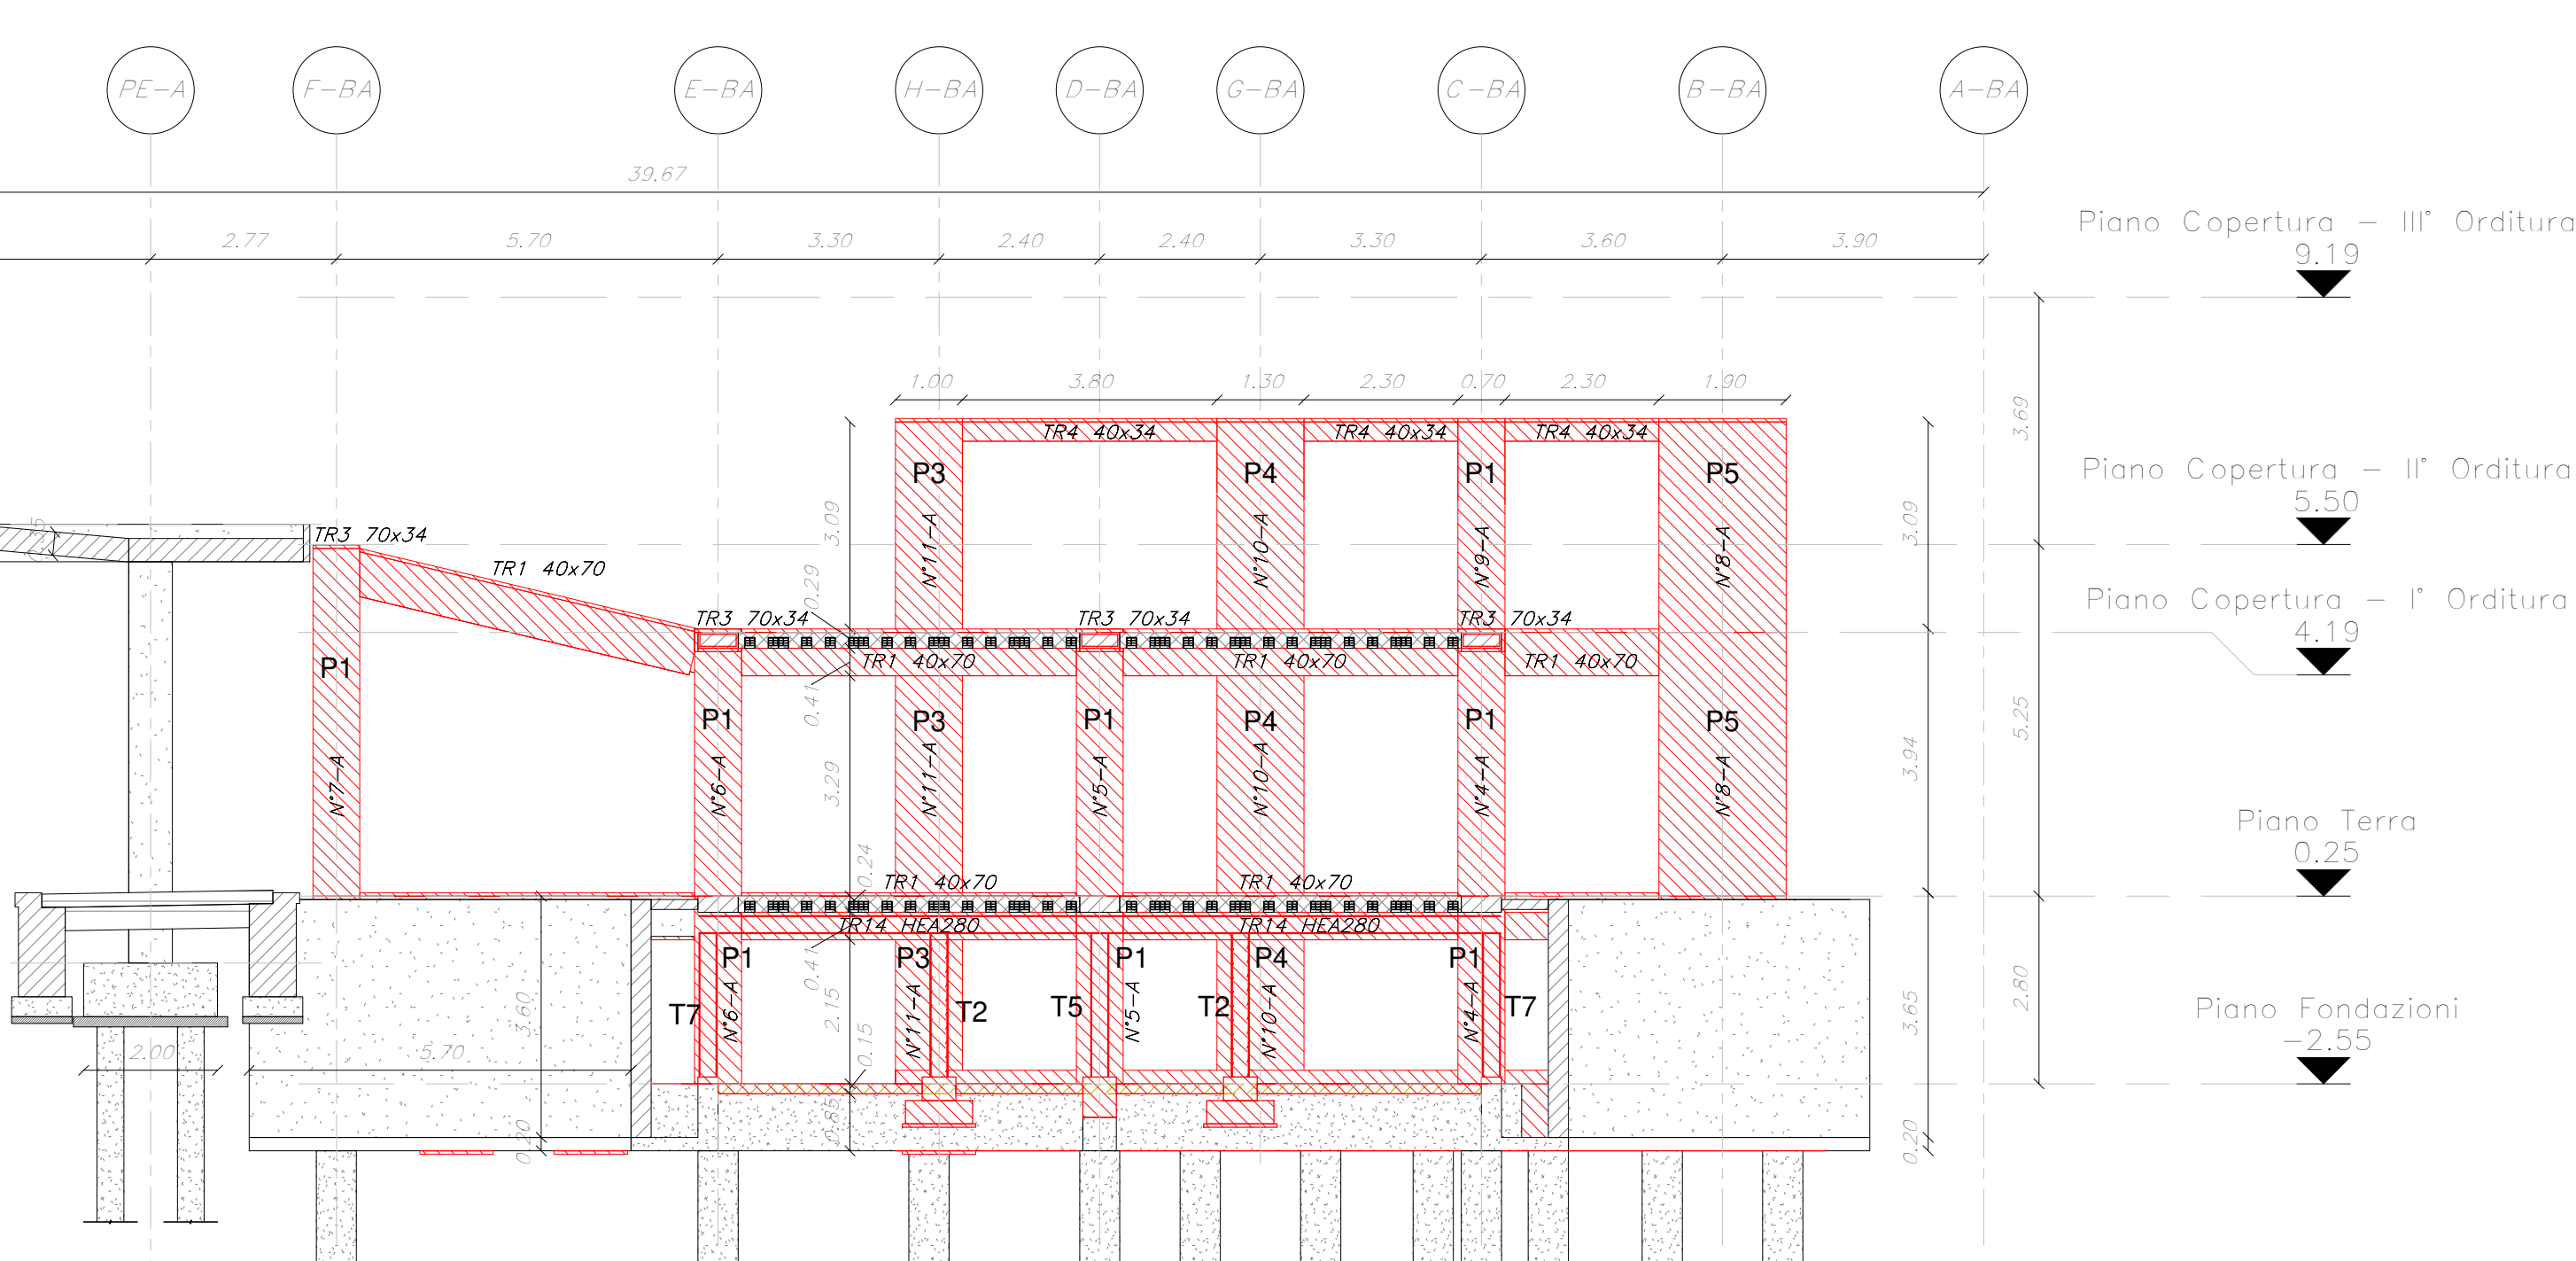 PE-A F-BA E-BA H-BA D-BA G-BA C-BA B-BA A-BA
39.67
2.77 5.70 3.30 2.40 2.40 3.30 3.60 3.90
Piano Copertura - III° Orditura
9.19
1.00 3.80 1.30 2.30 0.70 2.30 1.90
3.69
TR4 40x34 TR4 40x34 TR4 40x34
P3 P4 P1 P5
Piano Copertura - II° Orditura
5.50
3.09 3.09
N°11-A N°10-A N°9-A N°8-A
0.35
TR3 70x34
TR1 40x70
0.29
Piano Copertura - I° Orditura
4.19
TR3 70x34 TR3 70x34 TR3 70x34
TR1 40x70 TR1 40x70 TR1 40x70
P1
0.41
P1 P3 P1 P4 P1 P5
5.25
3.94
3.29
N°7-A N°6-A N°11-A N°5-A N°10-A N°4-A N°8-A
Piano Terra
0.25
0.24
TR1 40x70 TR1 40x70
TR14 HEA280 TR14 HEA280
P1 P3 P1 P4 P1
0.41
2.80
3.65
T7 T2 T5 T2 T7
N°6-A N°11-A N°5-A N°10-A N°4-A
3.60
2.15
0.15
Piano Fondazioni
-2.55
2.00 5.70
0.85
0.20 0.20